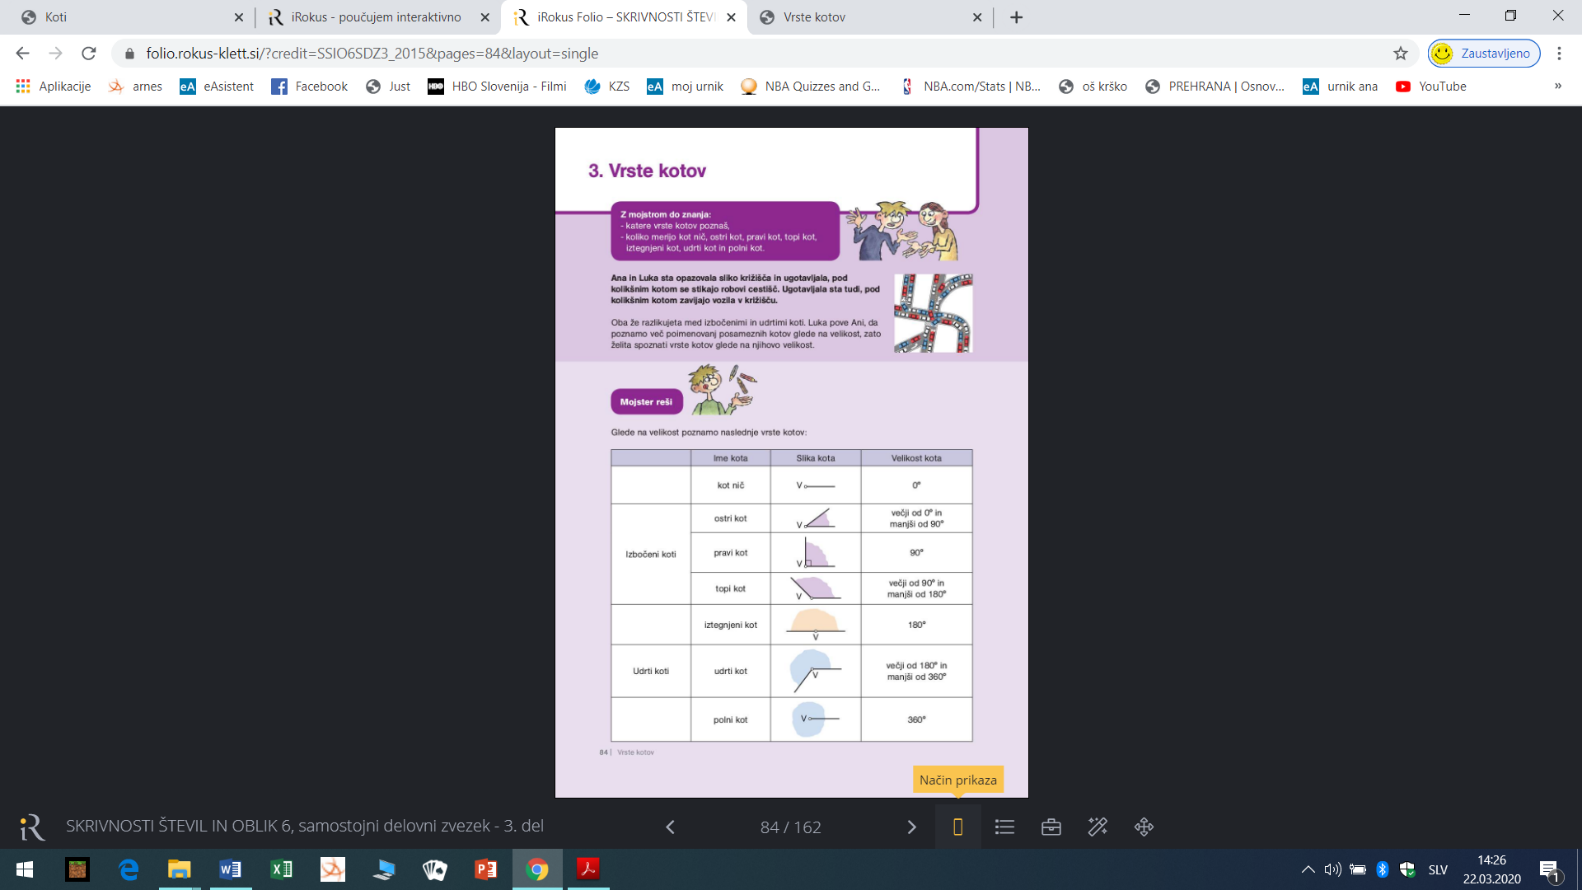 Koti
iRokus - poučujem interaktivno
iRokus Folio – SKRIVNOSTI ŠTEVI
Vrste kotov
folio.rokus-klett.si/?credit=SSIO6SDZ3_2015&pages=84&layout=single
Zaustavljeno
Aplikacije
arnes
eA eAsistent
Facebook
Just
HBO HBO Slovenija - Filmi
KZS
eA moj urnik
NBA Quizzes and G...
NBA.com/Stats | NB...
oš krško
PREHRANA | Osnov...
eA urnik ana
YouTube
»
3. Vrste kotov
Z mojstrom do znanja:
- katere vrste kotov poznaš,
- koliko merijo kot nič, ostri kot, pravi kot, topi kot,
iztegnjeni kot, udrti kot in polni kot.
Ana in Luka sta opazovala sliko križišča in ugotavljala, pod
kolikšnim kotom se stikajo robovi cestišč. Ugotavljala sta tudi, pod
kolikšnim kotom zavijajo vozila v križišču.
Oba že razlikujeta med izbočenimi in udrtimi koti. Luka pove Ani, da
poznamo več poimenovanj posameznih kotov glede na velikost, zato
želita spoznati vrste kotov glede na njihovo velikost.
Mojster reši
Glede na velikost poznamo naslednje vrste kotov:
Ime kota Slika kota Velikost kota
kot nič V 0°
Izbočeni koti
ostri kot V večji od 0° in
manjši od 90°
pravi kot V 90°
topi kot V večji od 90° in
manjši od 180°
iztegnjeni kot V 180°
Udrti koti udrti kot V večji od 180° in
manjši od 360°
polni kot V 360°
84 | Vrste kotov
Način prikaza
iR SKRIVNOSTI ŠTEVIL IN OBLIK 6, samostojni delovni zvezek - 3. del
84 / 162
SLV
14:26
22.03.2020
1